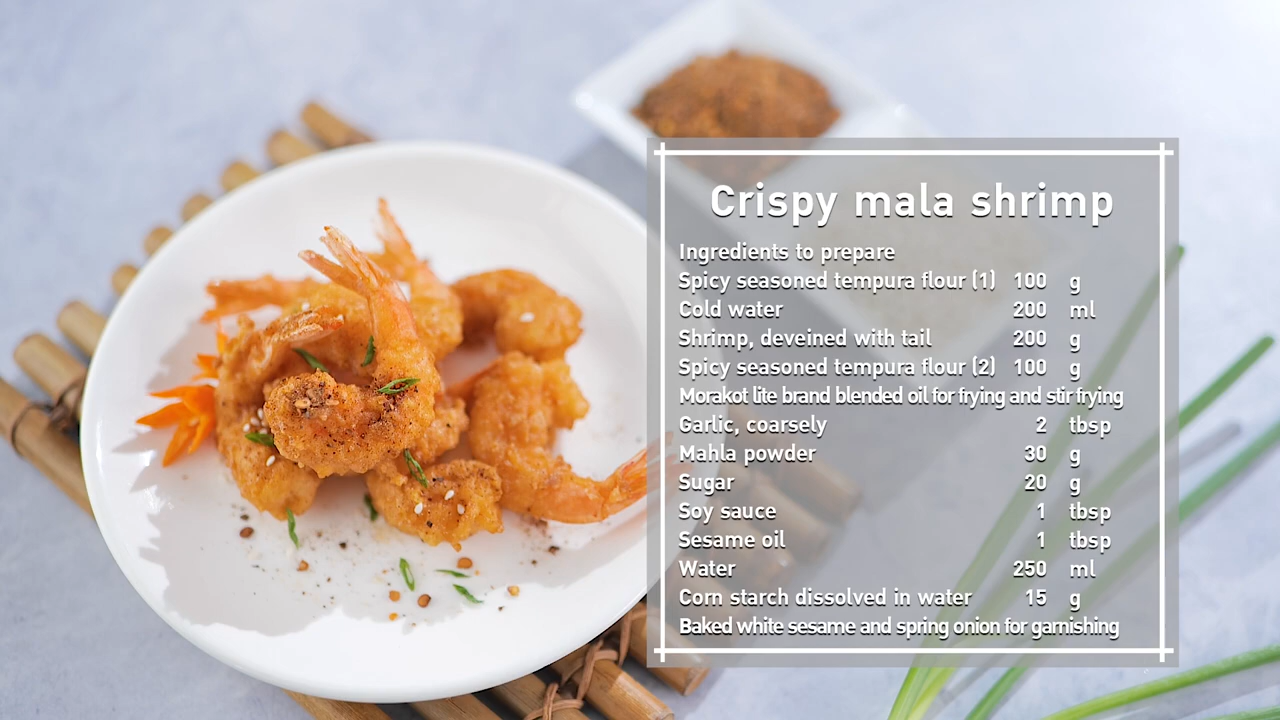 Crispy mala shrimp
Ingredients to prepare
Spicy seasoned tempura flour (1) 100 g
Cold water 200 ml
Shrimp, deveined with tail 200 g
Spicy seasoned tempura flour (2) 100 g
Morakot lite brand blended oil for frying and stir frying
Garlic, coarsely 2 tbsp
Mahla powder 30 g
Sugar 20 g
Soy sauce 1 tbsp
Sesame oil 1 tbsp
Water 250 ml
Corn starch dissolved in water 15 g
Baked white sesame and spring onion for garnishing